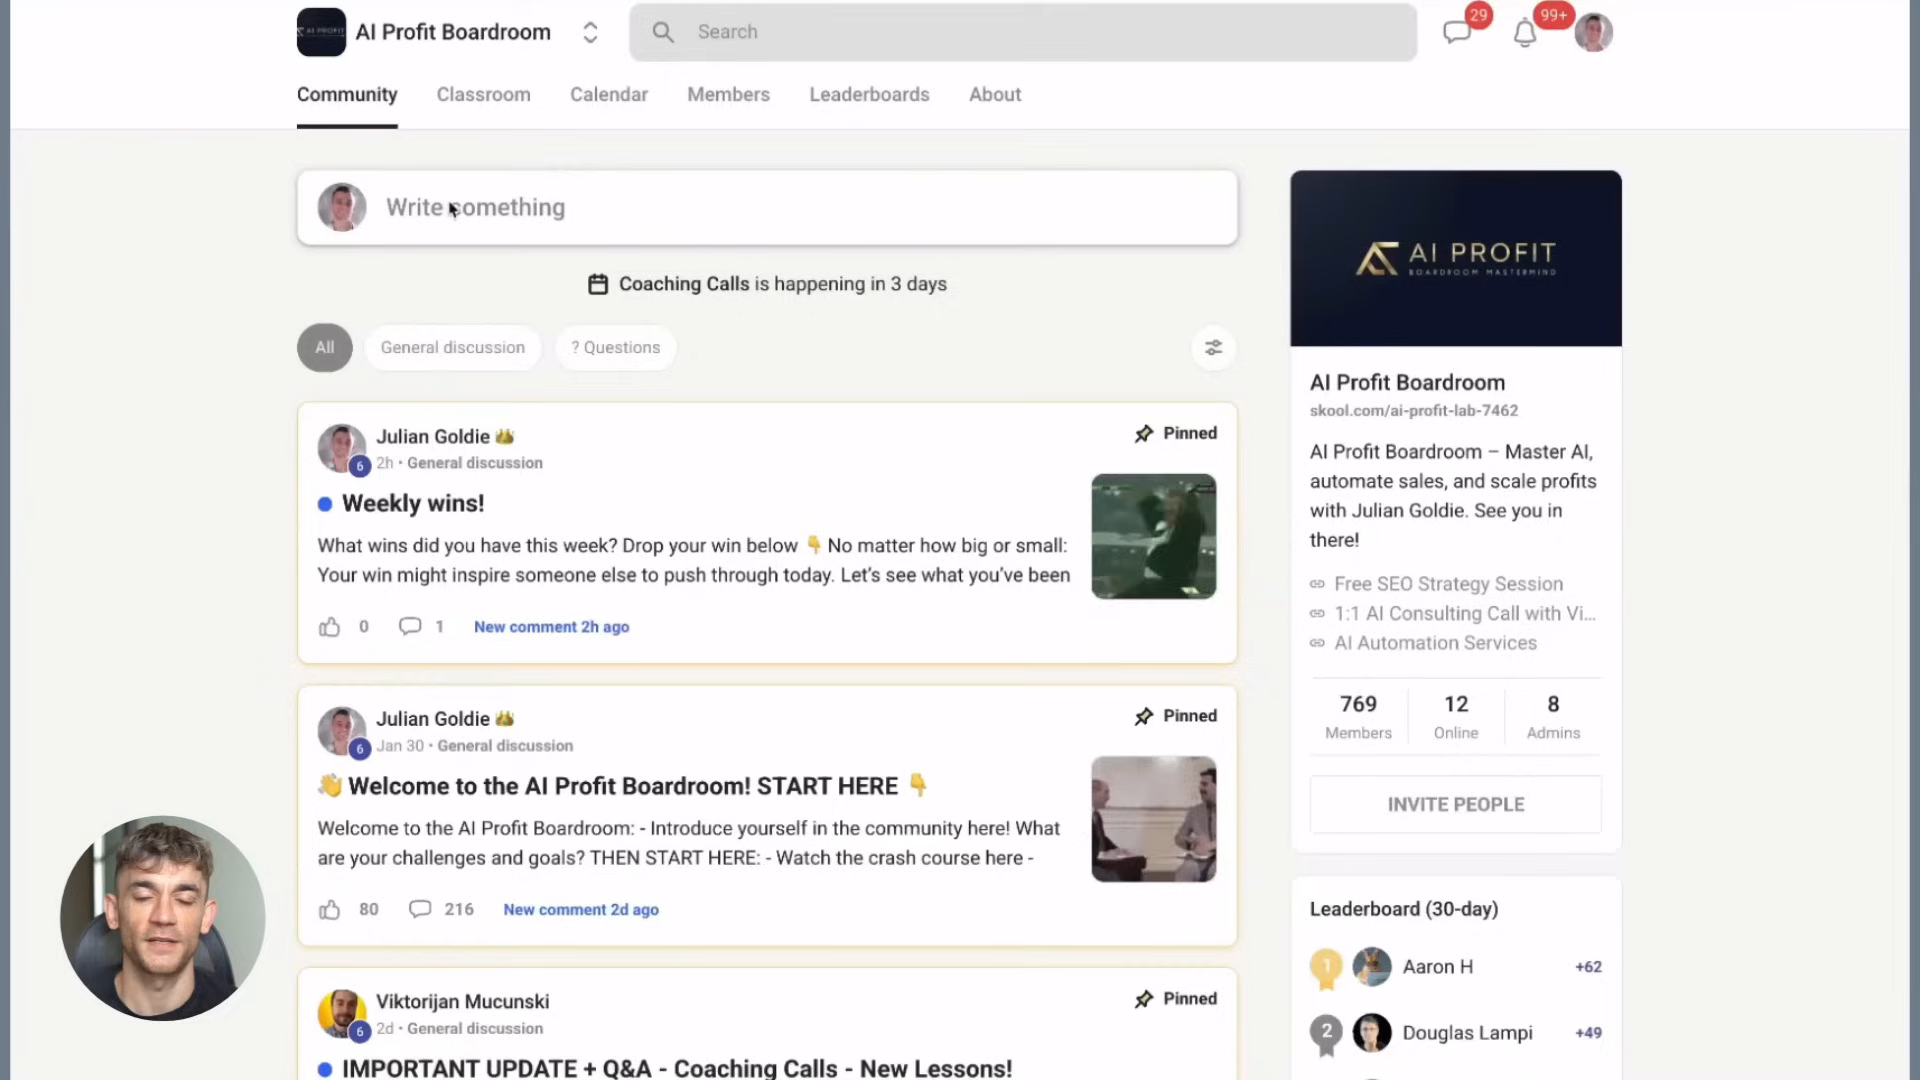 AI Profit Boardroom
Search
29
99+
Community
Classroom
Calendar
Members
Leaderboards
About
Write something
Coaching Calls is happening in 3 days
All
General discussion
? Questions
Julian Goldie
6
2h • General discussion
Pinned
Weekly wins!
What wins did you have this week? Drop your win below 👇 No matter how big or small:
Your win might inspire someone else to push through today. Let's see what you've been
0
1
New comment 2h ago
Julian Goldie
6
Jan 30 • General discussion
Pinned
👋 Welcome to the AI Profit Boardroom! START HERE 👇
Welcome to the AI Profit Boardroom: - Introduce yourself in the community here! What
are your challenges and goals? THEN START HERE: - Watch the crash course here -
80
216
New comment 2d ago
Viktorijan Mucunski
6
2d • General discussion
Pinned
IMPORTANT UPDATE + Q&A - Coaching Calls - New Lessons!
AI PROFIT
BOARDROOM MASTERMIND
AI Profit Boardroom
skool.com/ai-profit-lab-7462
AI Profit Boardroom – Master AI,
automate sales, and scale profits
with Julian Goldie. See you in
there!
Free SEO Strategy Session
1:1 AI Consulting Call with Vi...
AI Automation Services
769
Members
12
Online
8
Admins
INVITE PEOPLE
Leaderboard (30-day)
1
Aaron H
+62
2
Douglas Lampi
+49